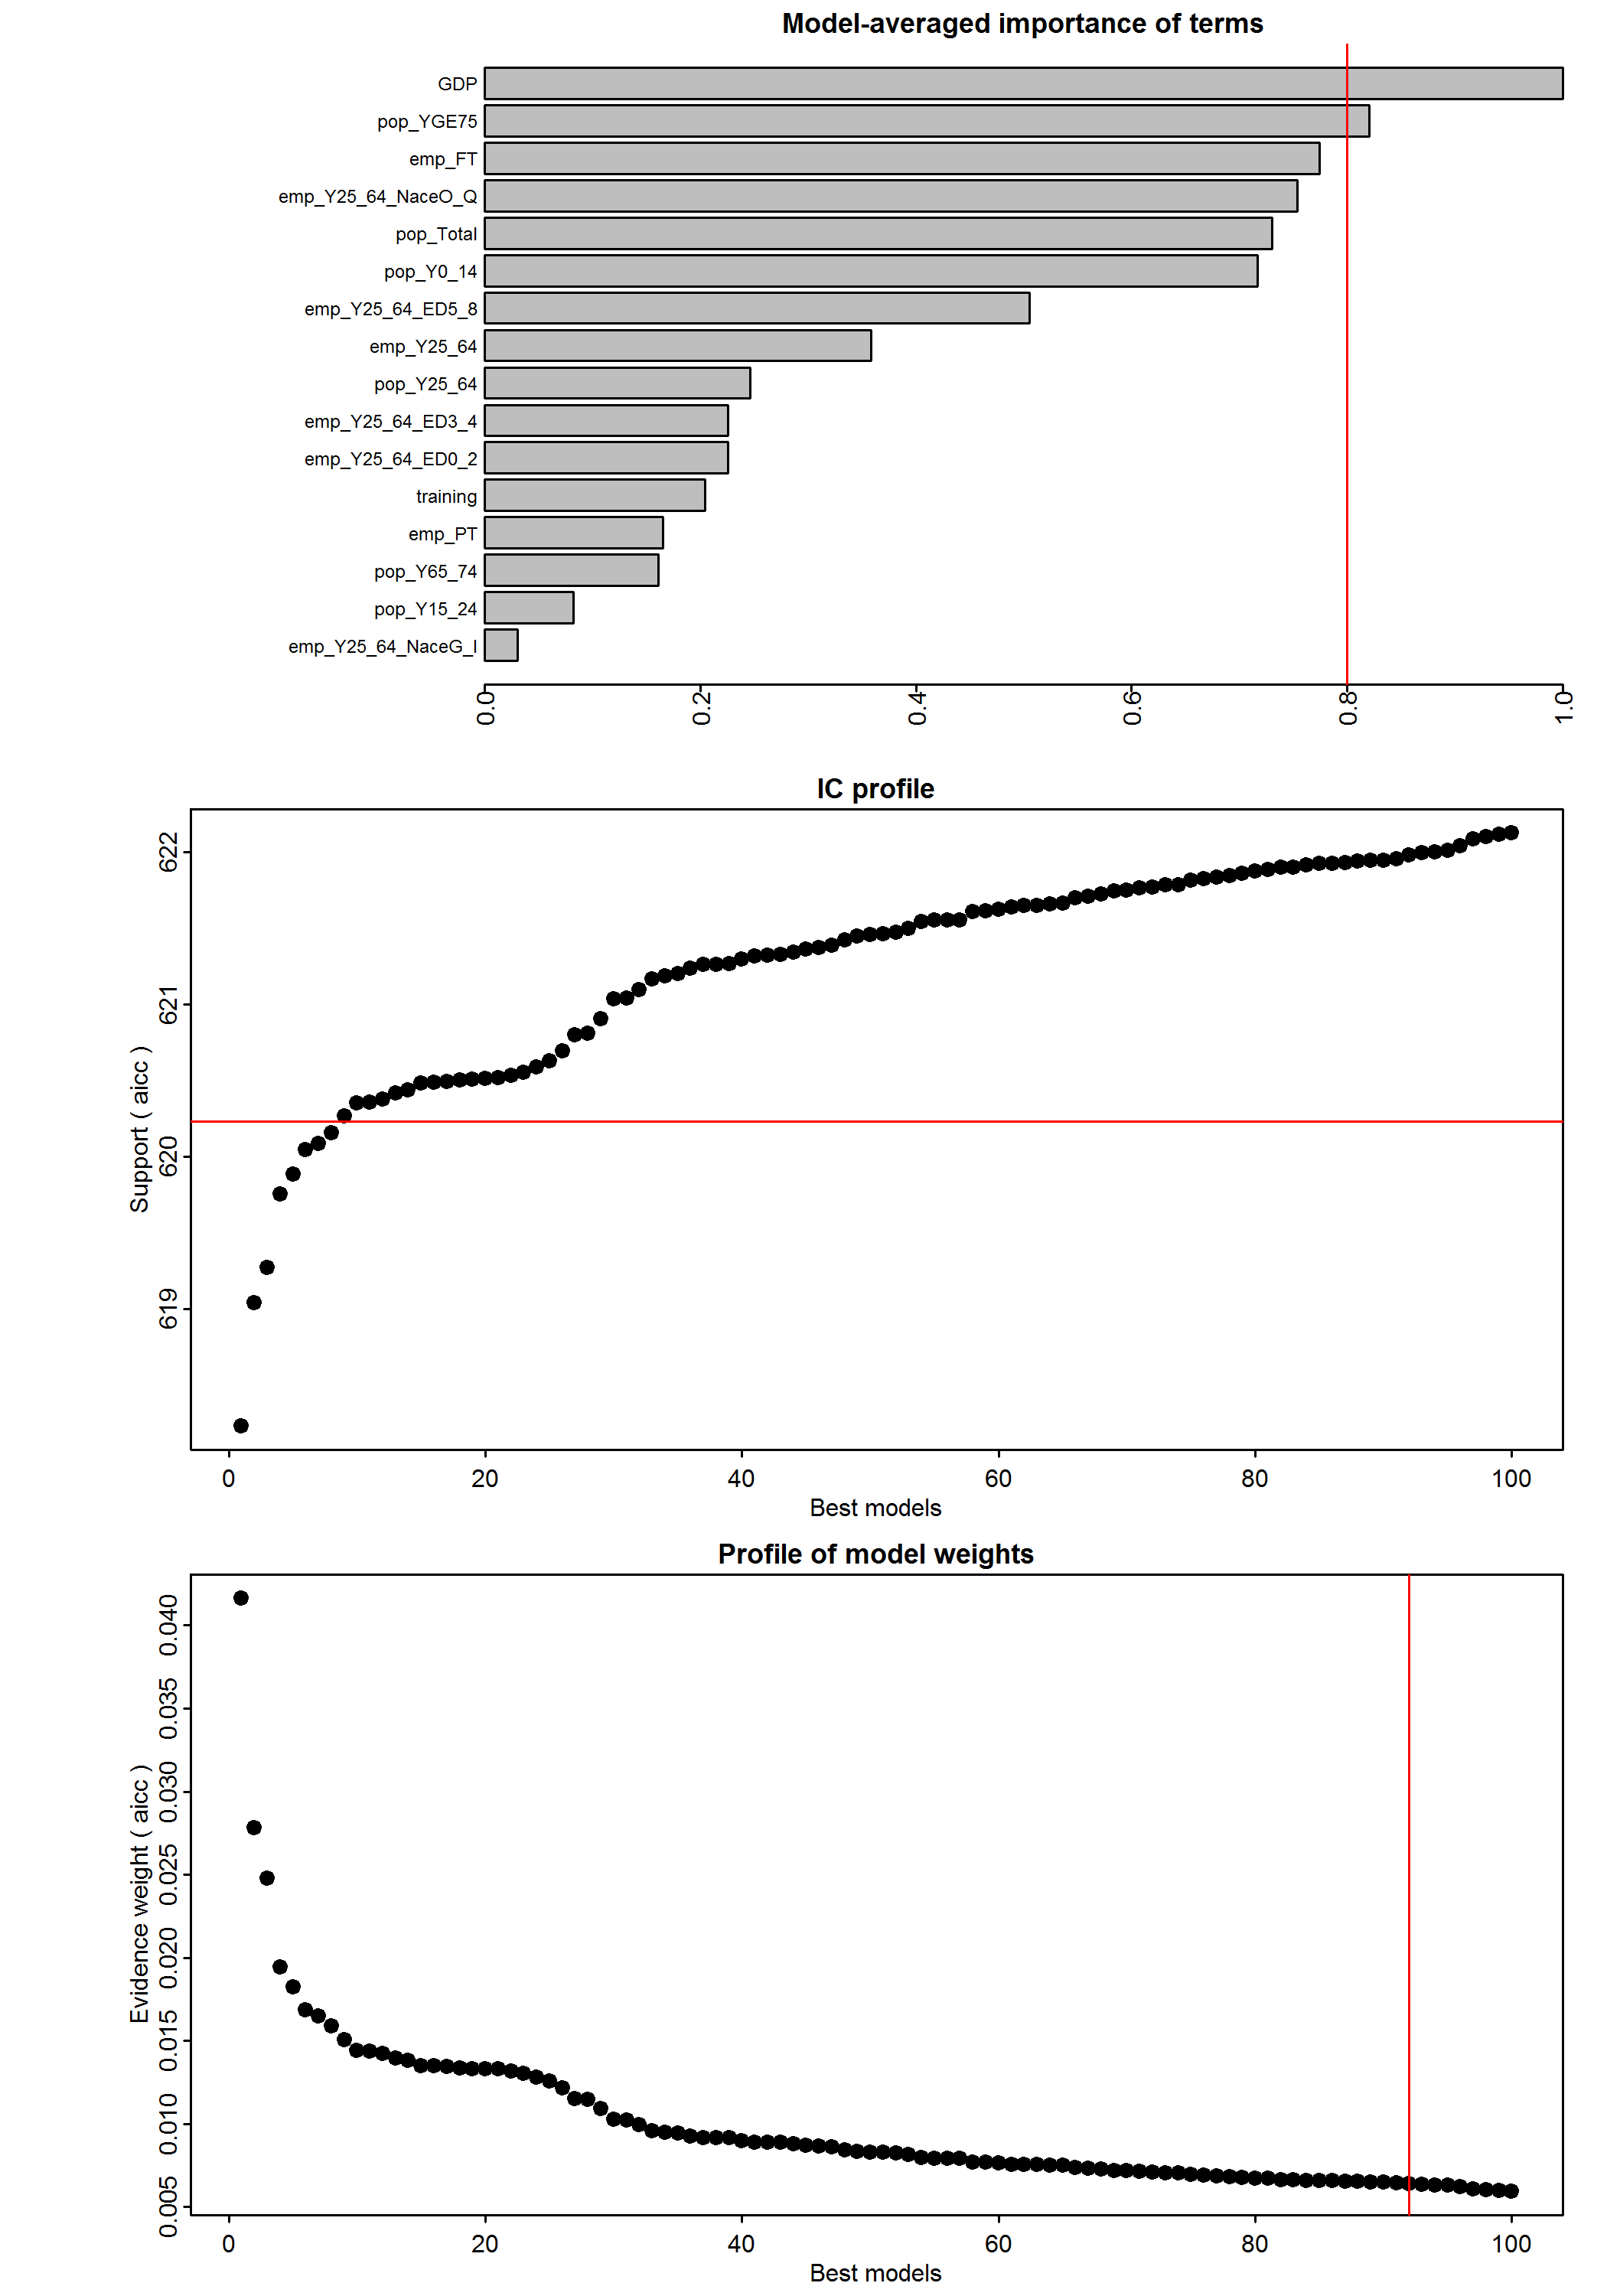 Model-averaged importance of terms
GDP
pop_YGE75
emp_FT
emp_Y25_64_NaceO_Q
pop_Total
pop_Y0_14
emp_Y25_64_ED5_8
emp_Y25_64
pop_Y25_64
emp_Y25_64_ED3_4
emp_Y25_64_ED0_2
training
emp_PT
pop_Y65_74
pop_Y15_24
emp_Y25_64_NaceG_I
0.0 0.2 0.4 0.6 0.8 1.0
IC profile
Support ( aicc )
622
621
620
619
0 20 40 60 80 100
Best models
Profile of model weights
Evidence weight ( aicc )
0.040
0.035
0.030
0.025
0.020
0.015
0.010
0.005
0 20 40 60 80 100
Best models